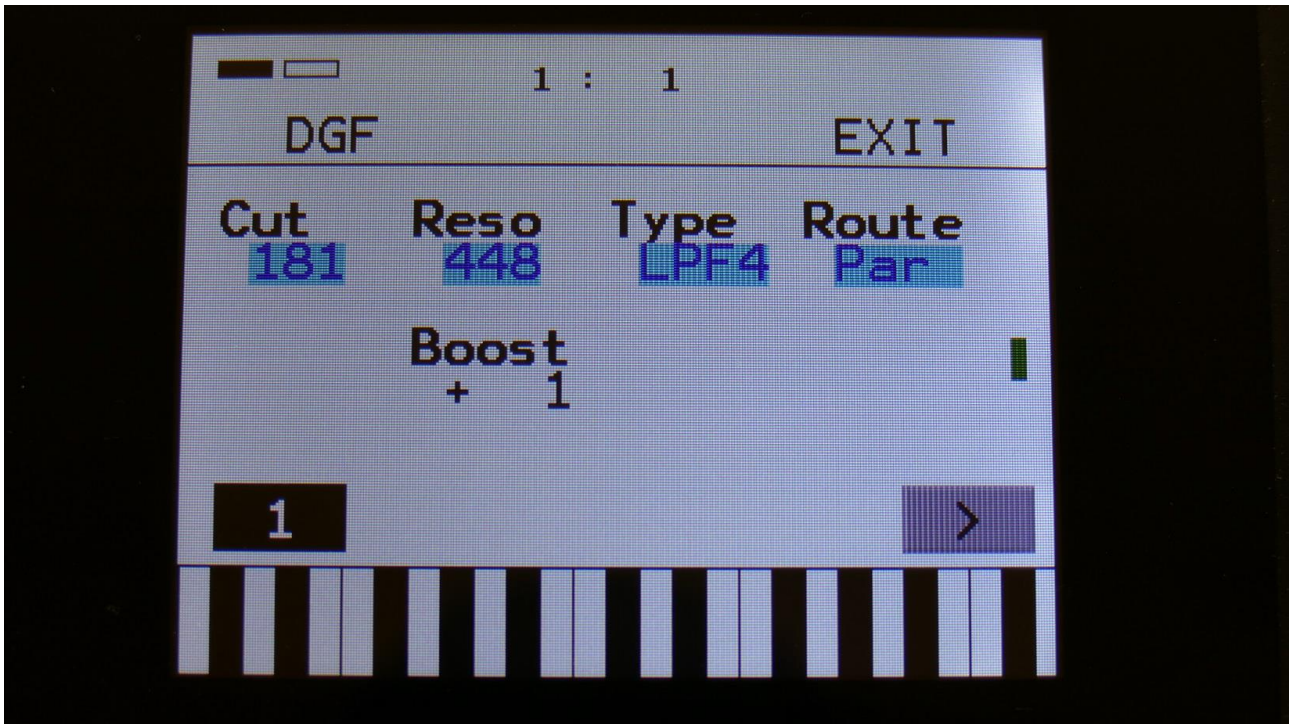 1 : 1
DGF EXIT
Cut Reso Type Route
181 448 LPF4 Par
Boost
+ 1
1 >